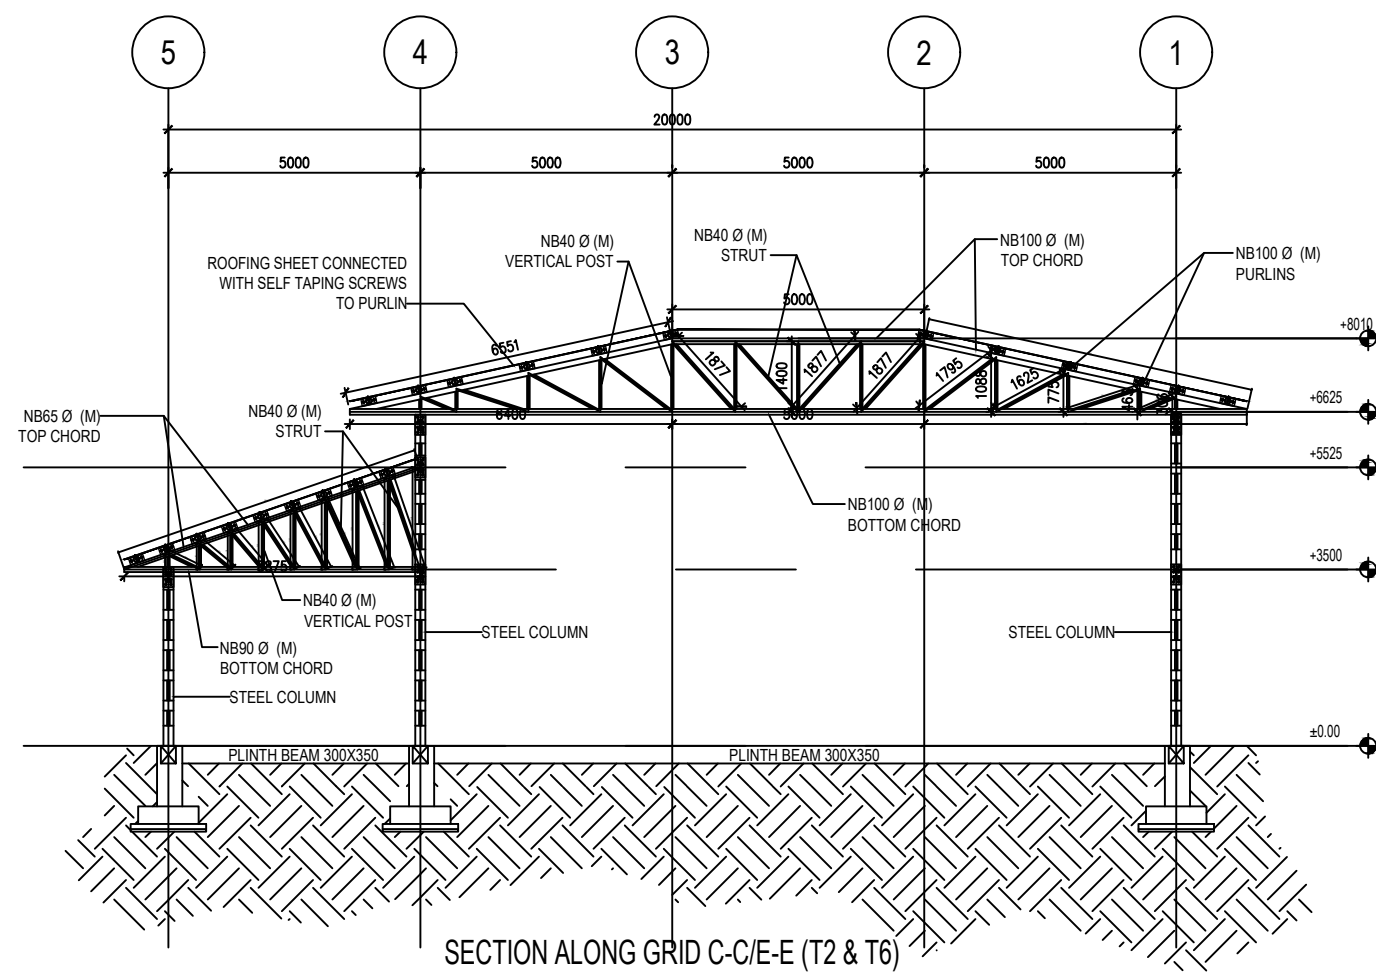 5
4
3
2
1
20000
5000
5000
5000
5000
NB40 Ø (M)
VERTICAL POST
NB40 Ø (M)
STRUT
NB100 Ø (M)
TOP CHORD
NB100 Ø (M)
PURLINS
ROOFING SHEET CONNECTED
WITH SELF TAPING SCREWS
TO PURLIN
5000
+8010
6551
1877
1400
1877
1877
1795
1088
1625
775
463
+6625
6400
5000
NB65 Ø (M)
TOP CHORD
NB40 Ø (M)
STRUT
+5525
NB100 Ø (M)
BOTTOM CHORD
+3500
NB40 Ø (M)
VERTICAL POST
NB90 Ø (M)
BOTTOM CHORD
STEEL COLUMN
STEEL COLUMN
STEEL COLUMN
±0.00
PLINTH BEAM 300X350
PLINTH BEAM 300X350
SECTION ALONG GRID C-C/E-E (T2 & T6)